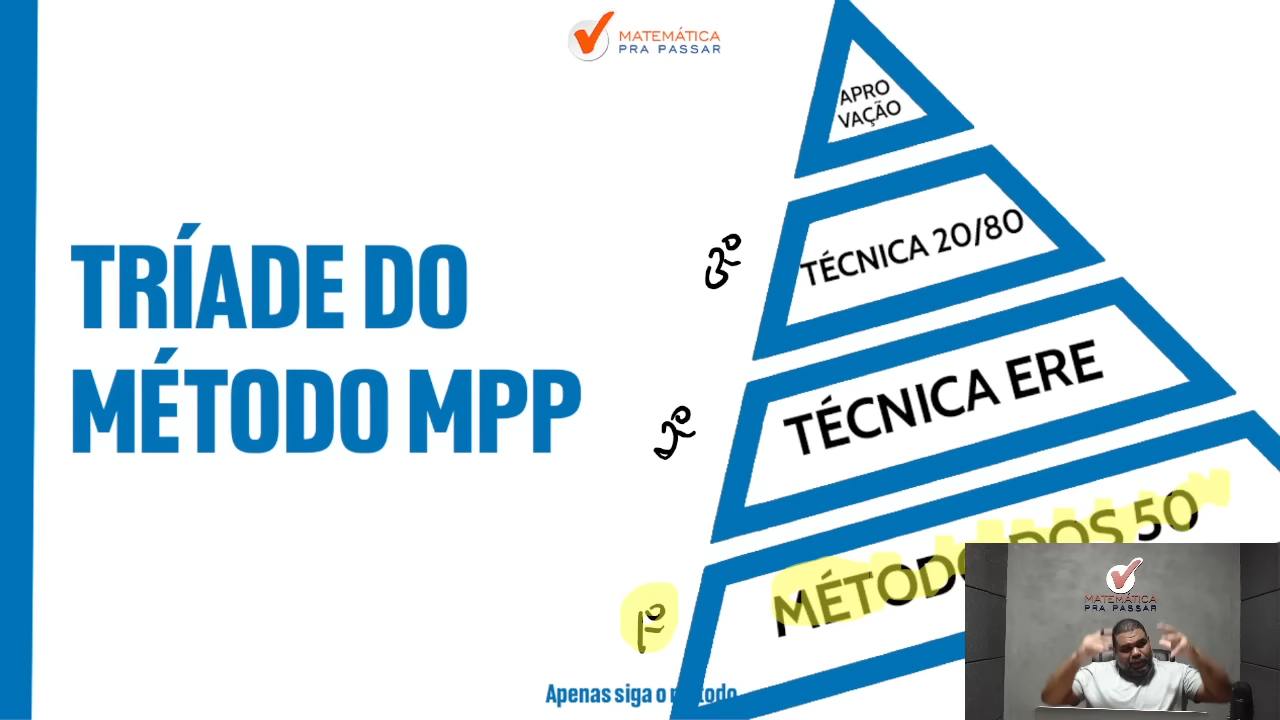 MATEMÁTICA
PRA PASSAR
APRO
VAÇÃO
TÉCNICA 20/80
3º
TRÍADE DO
MÉTODO MPP
TÉCNICA ERE
2º
MÉTODO DOS 50
1º
MATEMÁTICA
PRA PASSAR
Apenas siga o método